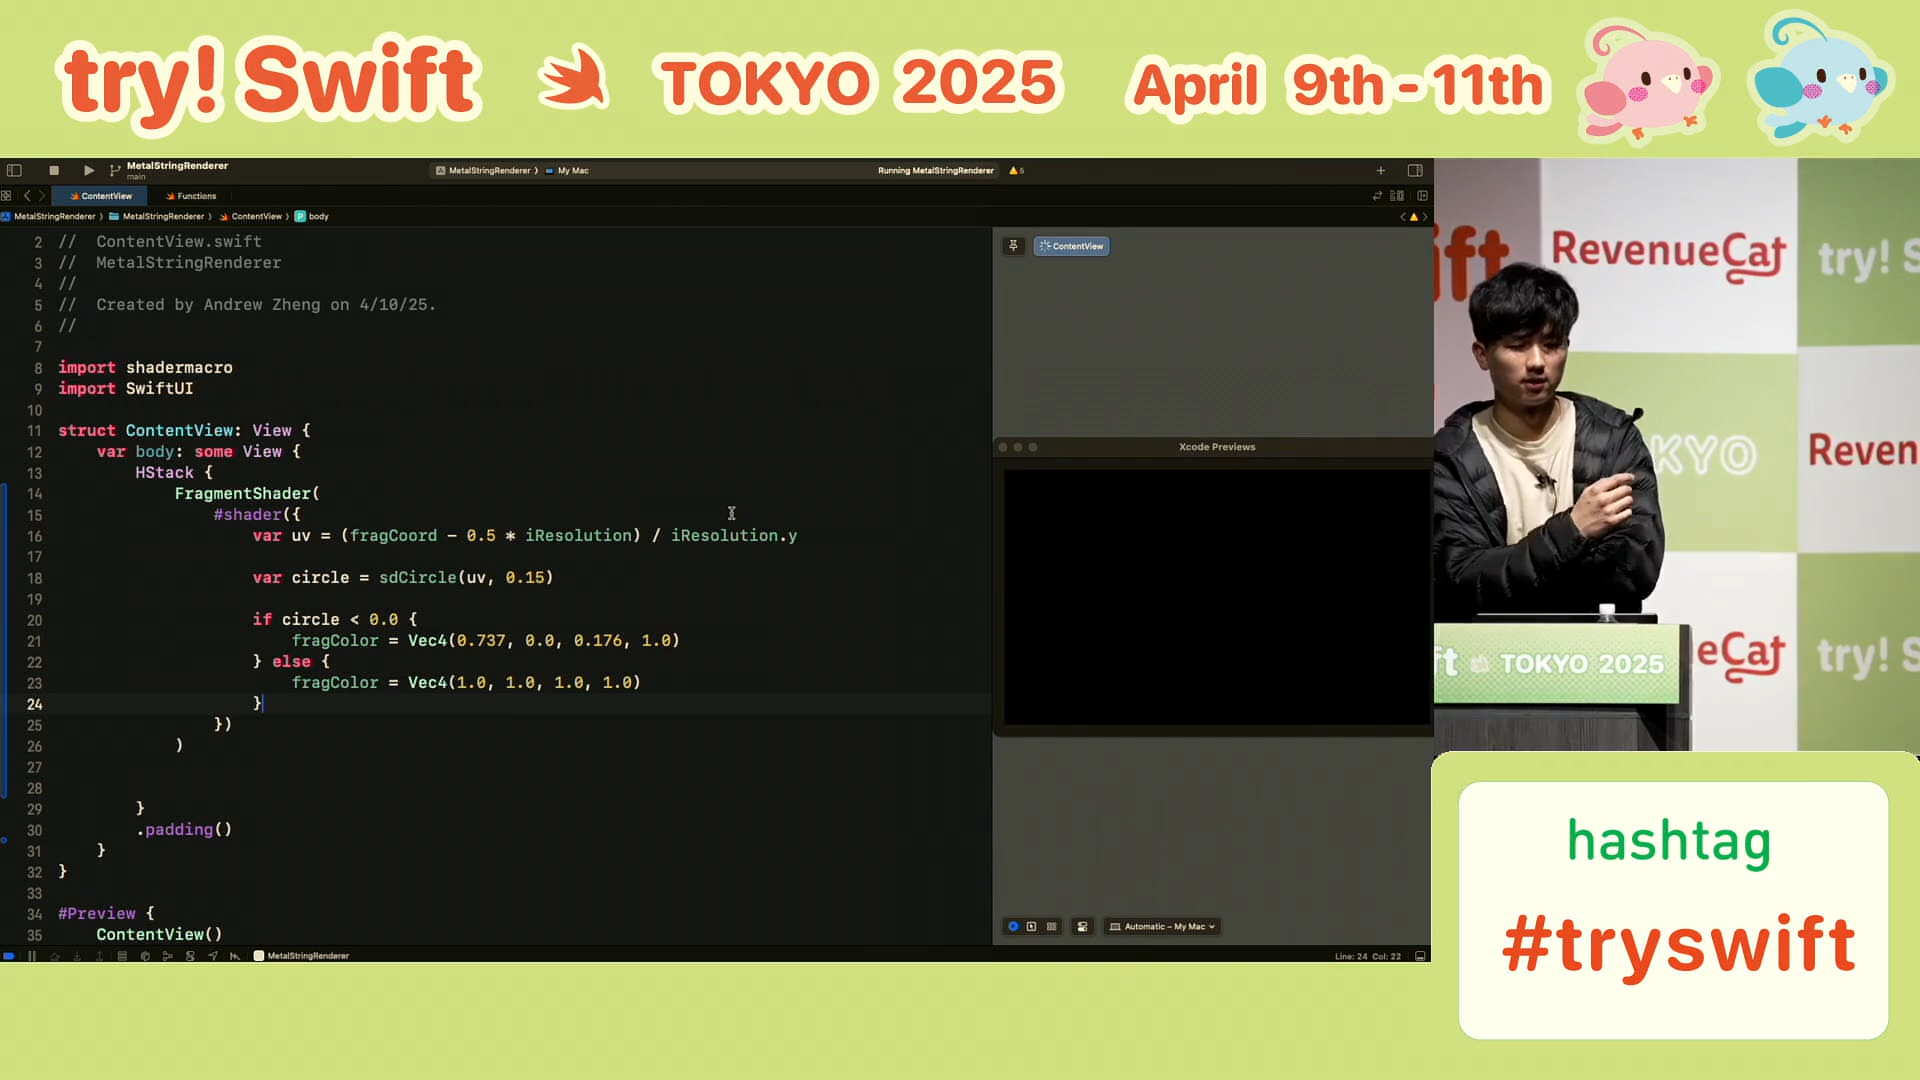 try! Swift TOKYO 2025 April 9th-11th
MetalStringRenderer
main
MetalStringRenderer 〉 My Mac
Running MetalStringRenderer
5
ContentView
Functions
MetalStringRenderer 〉 MetalStringRenderer 〉 ContentView 〉 P body
2 //  ContentView.swift
3 //  MetalStringRenderer
4 //
5 //  Created by Andrew Zheng on 4/10/25.
6 //
7
8 import shadermacro
9 import SwiftUI
10
11 struct ContentView: View {
12     var body: some View {
13         HStack {
14             FragmentShader(
15                 #shader({
16                     var uv = (fragCoord - 0.5 * iResolution) / iResolution.y
17
18                     var circle = sdCircle(uv, 0.15)
19
20                     if circle < 0.0 {
21                         fragColor = Vec4(0.737, 0.0, 0.176, 1.0)
22                     } else {
23                         fragColor = Vec4(1.0, 1.0, 1.0, 1.0)
24                     }
25                 })
26             )
27
28
29         }
30         .padding()
31     }
32 }
33
34 #Preview {
35     ContentView()
ContentView
Xcode Previews
Automatic – My Mac
MetalStringRenderer
Line: 24 Col: 22
ift RevenueCat try! S
KYO Reven
eCat try! S
ft TOKYO 2025
hashtag
#tryswift